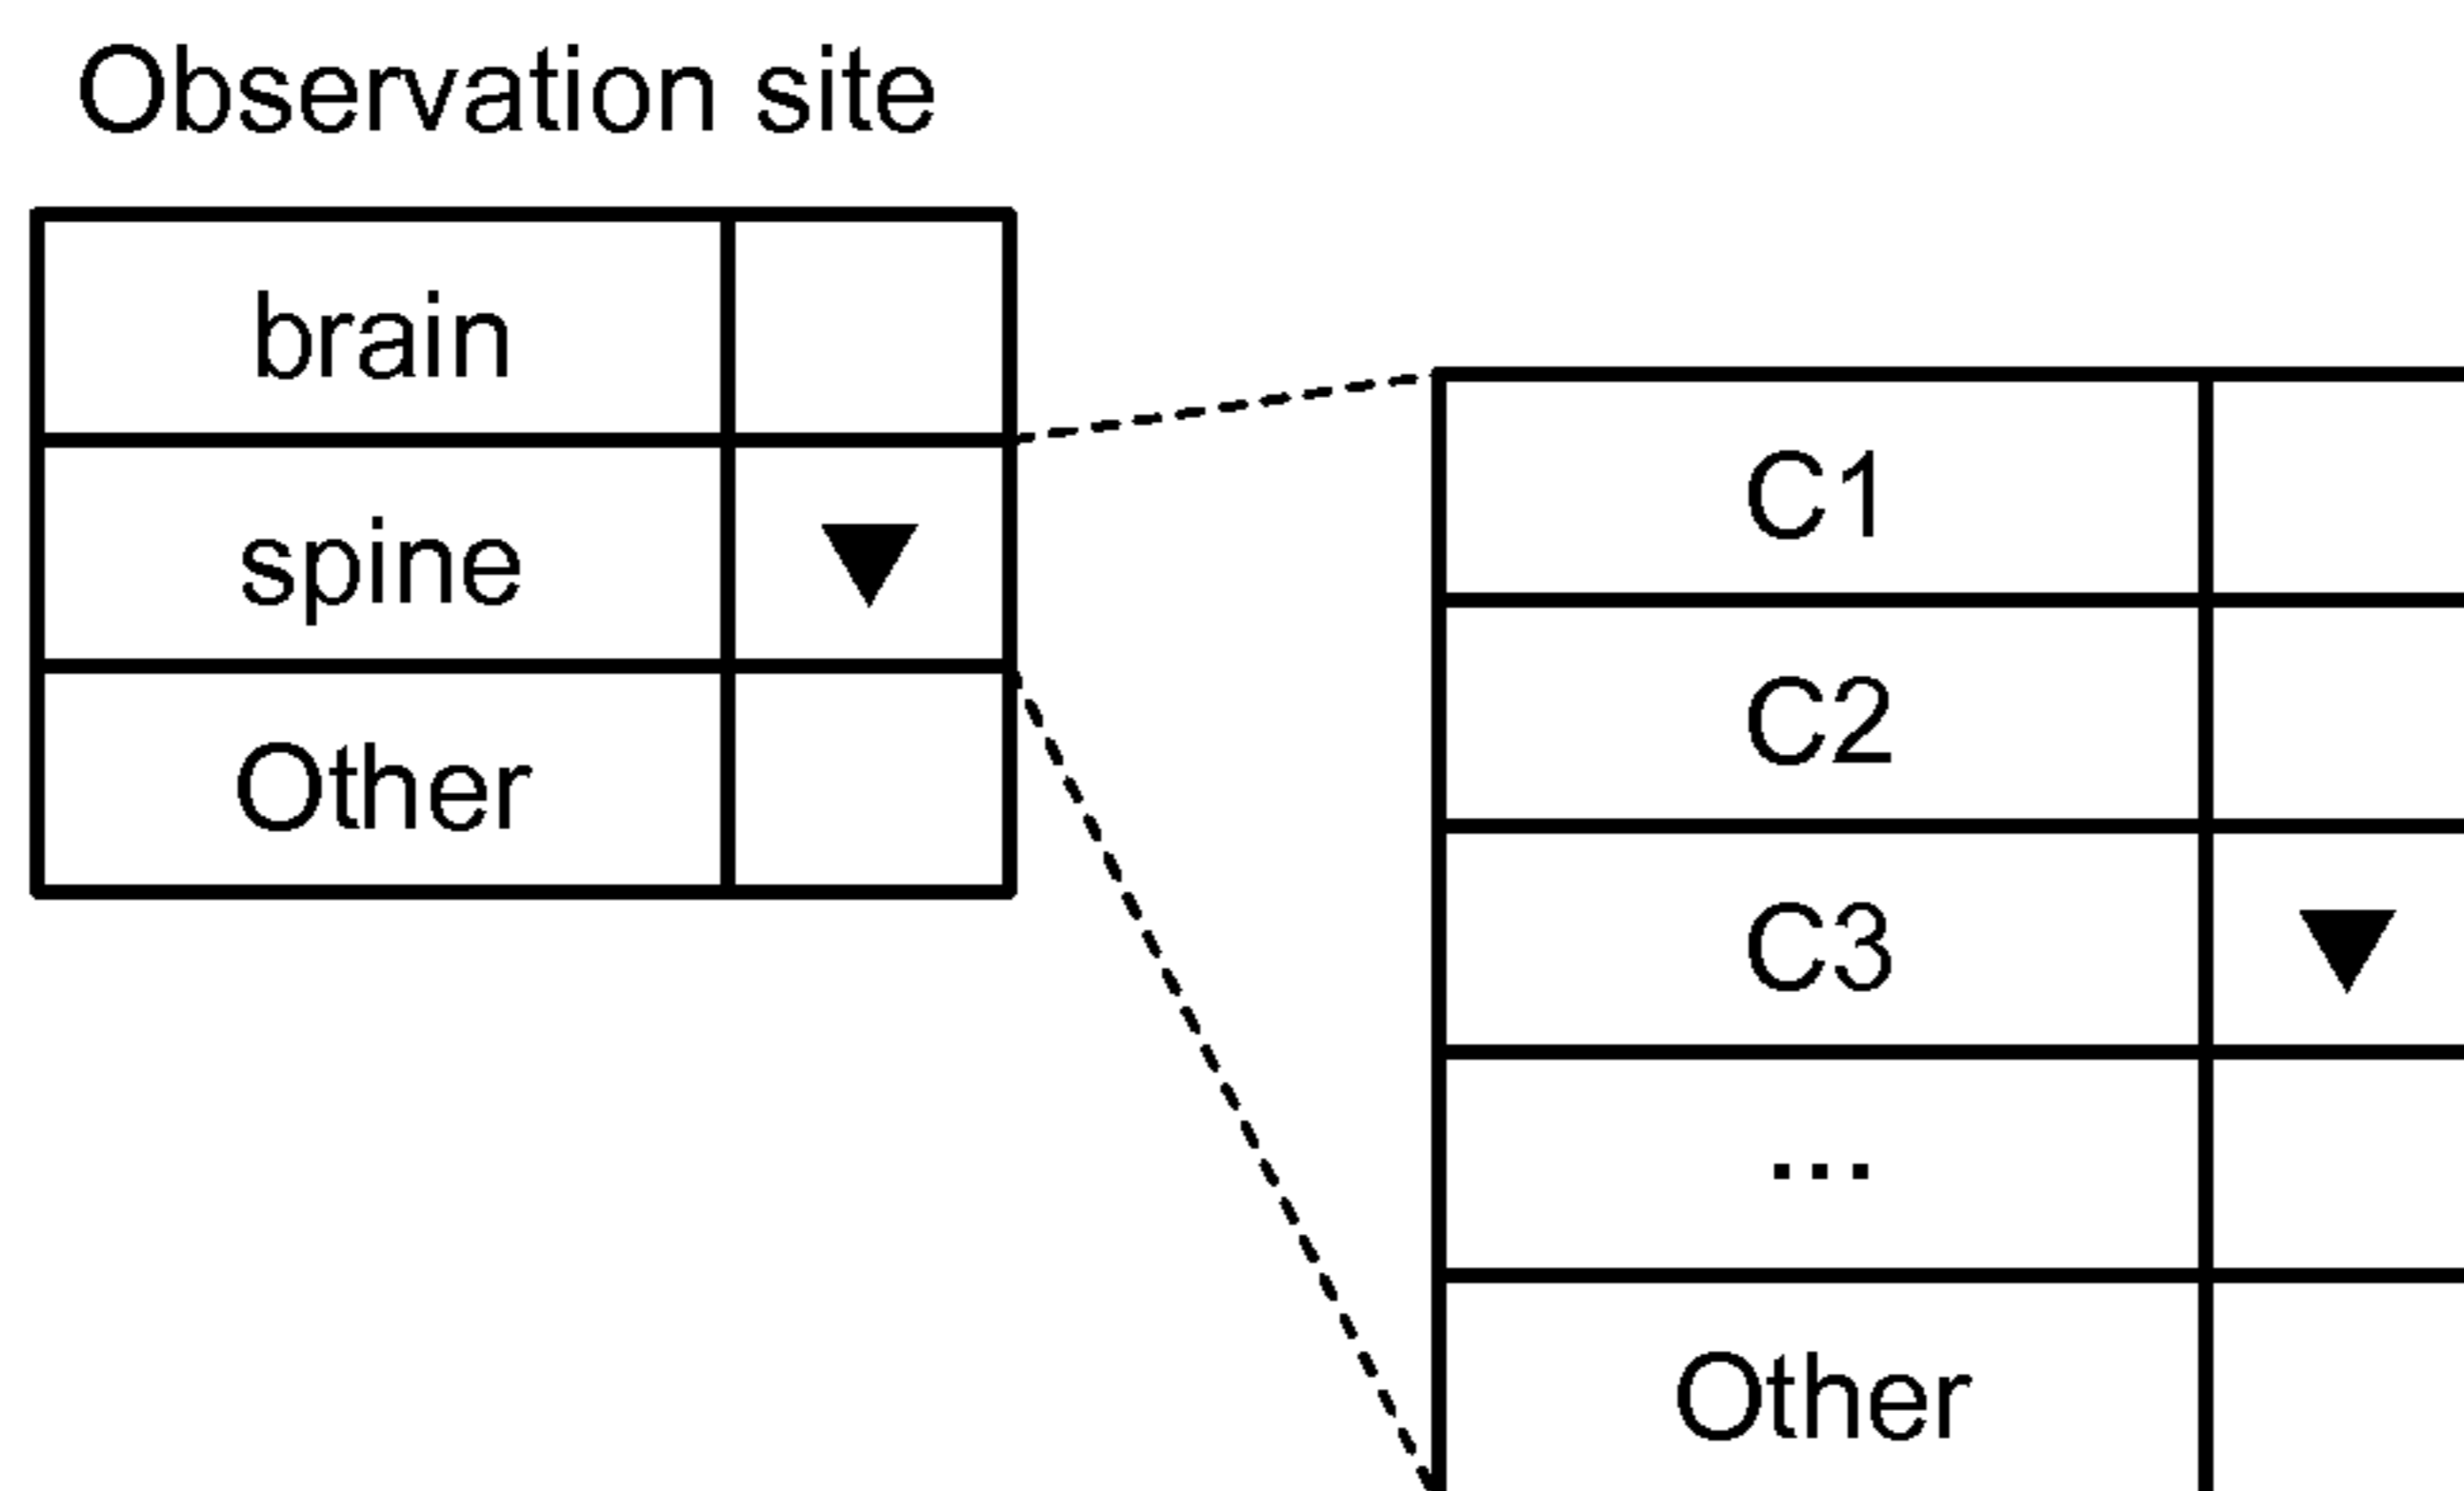 Observation site
brain
spine
Other
C1
C2
C3
...
Other